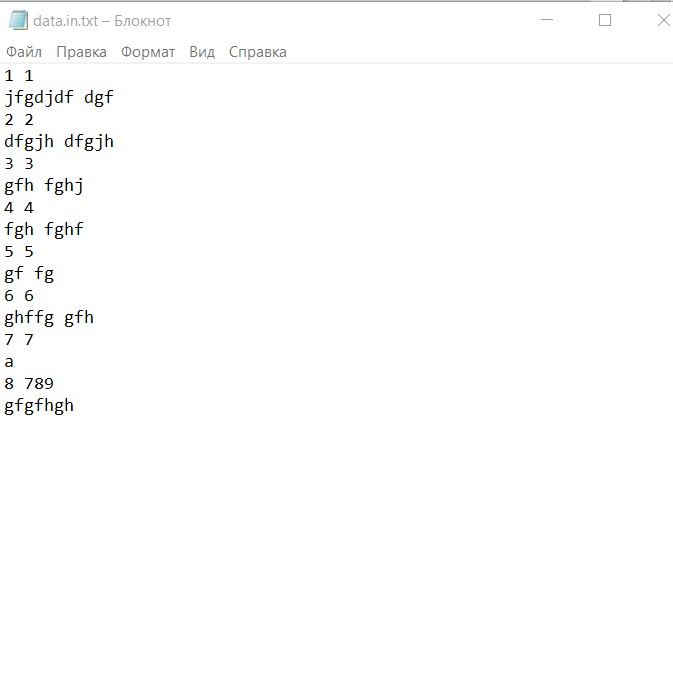 data.in.txt – Блокнот
Файл Правка Формат Вид Справка
1 1
jfgdjdf dgf
2 2
dfgjh dfgjh
3 3
gfh fghj
4 4
fgh fghf
5 5
gf fg
6 6
ghffg gfh
7 7
a
8 789
gfgfhgh